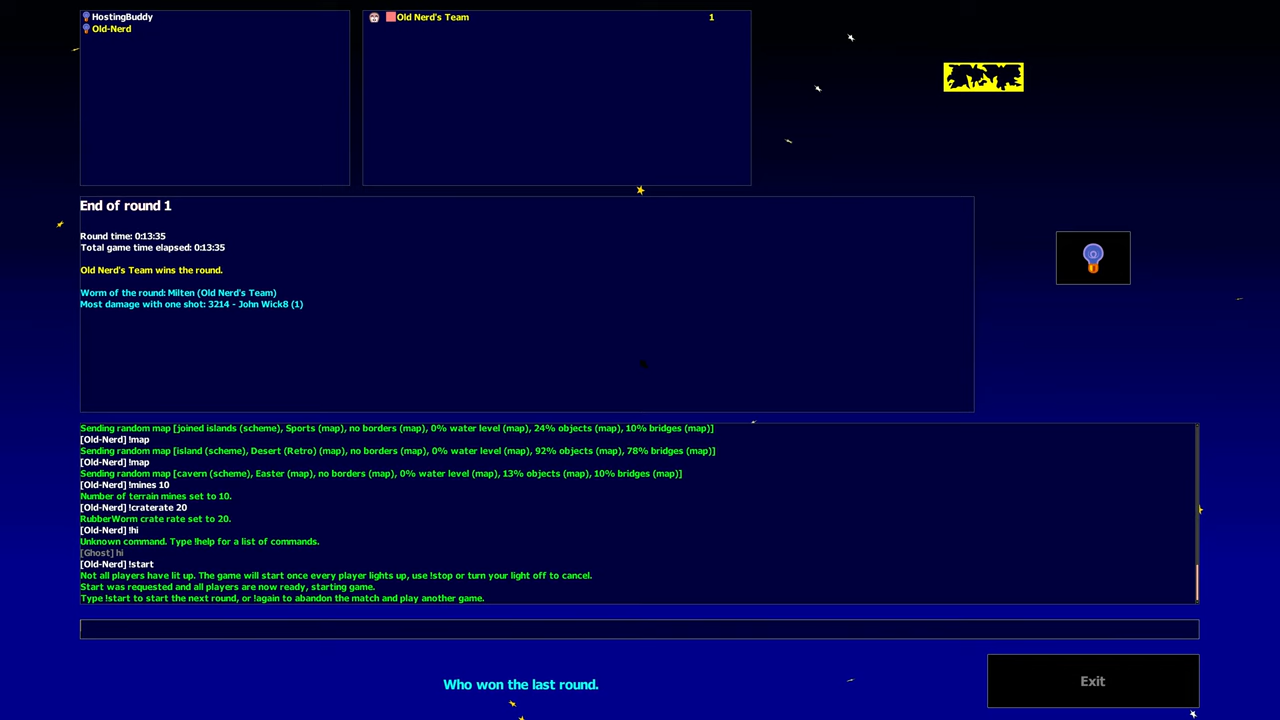 HostingBuddy
Old-Nerd
Old Nerd's Team 1
End of round 1
Round time: 0:13:35
Total game time elapsed: 0:13:35
Old Nerd's Team wins the round.
Worm of the round: Milten (Old Nerd's Team)
Most damage with one shot: 3214 - John Wick8 (1)
Sending random map [joined islands (scheme), Sports (map), no borders (map), 0% water level (map), 24% objects (map), 10% bridges (map)]
[Old-Nerd] !map
Sending random map [island (scheme), Desert (Retro) (map), no borders (map), 0% water level (map), 92% objects (map), 78% bridges (map)]
[Old-Nerd] !map
Sending random map [cavern (scheme), Easter (map), no borders (map), 0% water level (map), 13% objects (map), 10% bridges (map)]
[Old-Nerd] !mines 10
Number of terrain mines set to 10.
[Old-Nerd] !craterate 20
RubberWorm crate rate set to 20.
[Old-Nerd] !hi
Unknown command. Type !help for a list of commands.
[Ghost] hi
[Old-Nerd] !start
Not all players have lit up. The game will start once every player lights up, use !stop or turn your light off to cancel.
Start was requested and all players are now ready, starting game.
Type !start to start the next round, or !again to abandon the match and play another game.
Who won the last round.
Exit